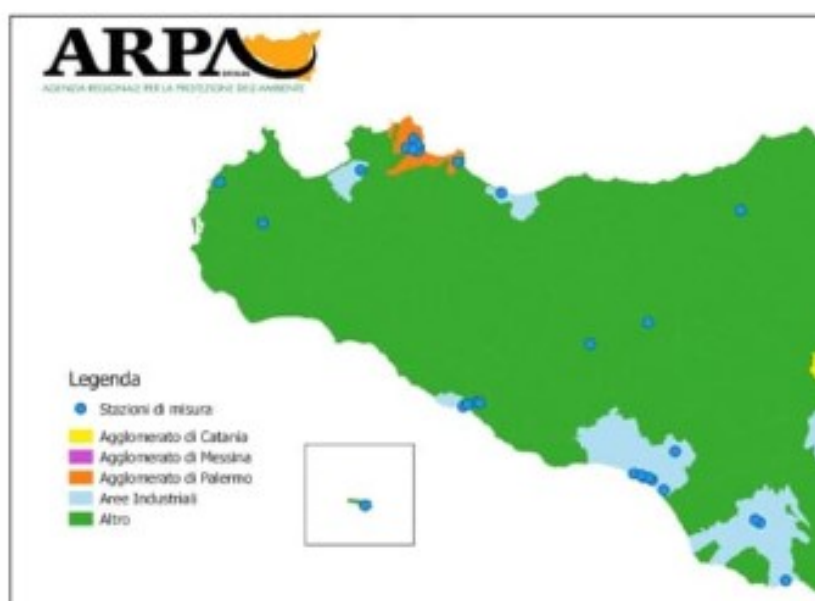 ARPA
AGENZIA REGIONALE PER LA PROTEZIONE DELL'AMBIENTE
Legenda
Stazioni di misura
Agglomerato di Catania
Agglomerato di Messina
Agglomerato di Palermo
Aree Industriali
Altro